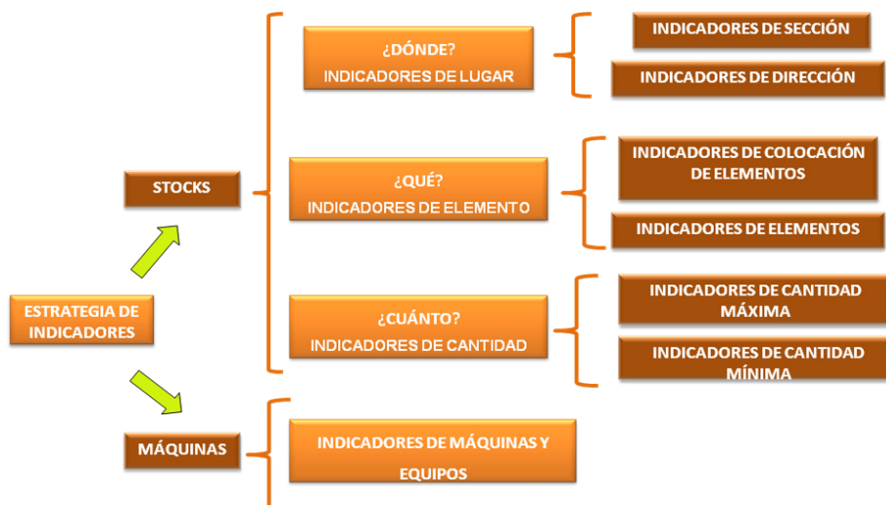 ESTRATEGIA DE
INDICADORES
STOCKS
¿DÓNDE?
INDICADORES DE LUGAR
INDICADORES DE SECCIÓN
INDICADORES DE DIRECCIÓN
¿QUÉ?
INDICADORES DE ELEMENTO
INDICADORES DE COLOCACIÓN
DE ELEMENTOS
INDICADORES DE ELEMENTOS
¿CUÁNTO?
INDICADORES DE CANTIDAD
INDICADORES DE CANTIDAD
MÁXIMA
INDICADORES DE CANTIDAD
MÍNIMA
MÁQUINAS
INDICADORES DE MÁQUINAS Y
EQUIPOS